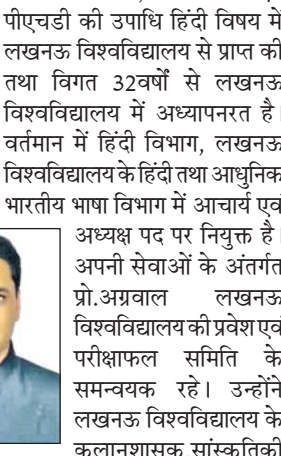 पीएचडी की उपाधि हिंदी विषय में
लखनऊ विश्वविद्यालय से प्राप्त की
तथा विगत 32वर्षों से लखनऊ
विश्वविद्यालय में अध्यापनरत है।
वर्तमान में हिंदी विभाग, लखनऊ
विश्वविद्यालय के हिंदी तथा आधुनिक
भारतीय भाषा विभाग में आचार्य एवं
अध्यक्ष पद पर नियुक्त है।
अपनी सेवाओं के अंतर्गत
प्रो.अग्रवाल लखनऊ
विश्वविद्यालय की प्रवेश एवं
परीक्षाफल समिति के
समन्वयक रहे। उन्होंने
लखनऊ विश्वविद्यालय के
कुलानुशासक सांस्कृतिकी